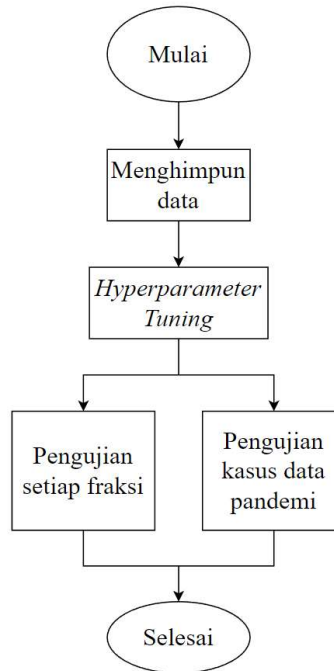 Mulai
Menghimpun
data
Hyperparameter
Tuning
Pengujian
setiap fraksi
Pengujian
kasus data
pandemi
Selesai